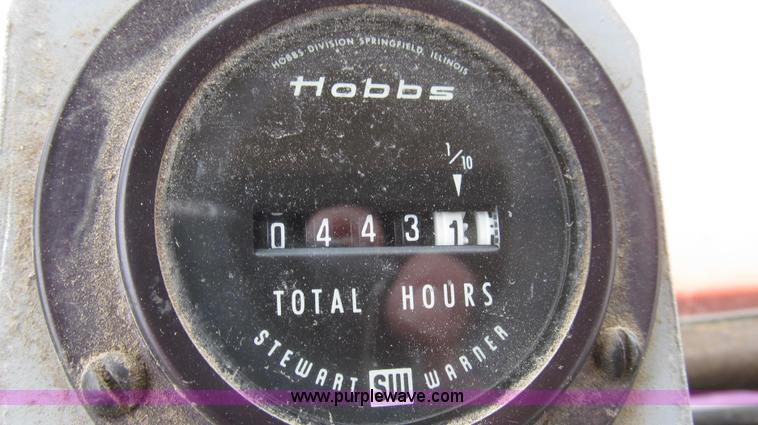 HOBBS DIVISION SPRINGFIELD, ILLINOIS
Hobbs
1/10
0 4 4 3 1
TOTAL HOURS
STEWART SW WARNER
www.purplewave.com